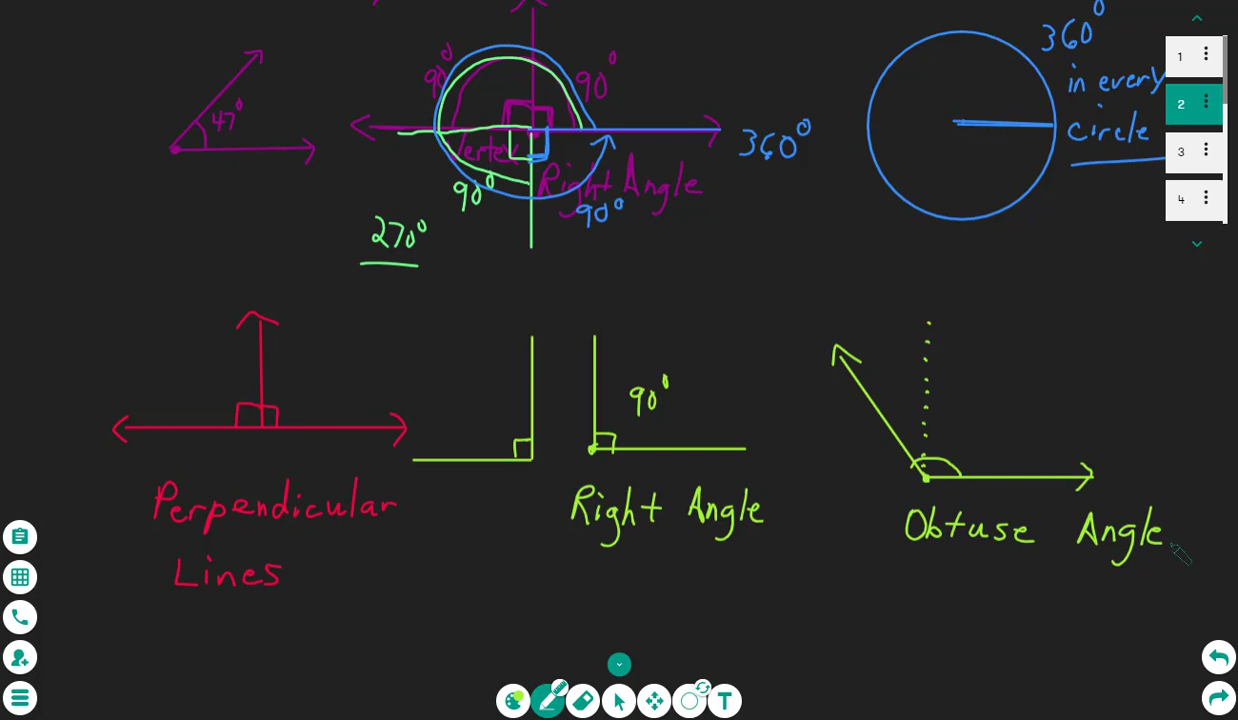 47°
90°
90°
Vertex
Right Angle
90°
90°
270°
360°
360°
in every
circle
1
2
3
4
Perpendicular
Lines
90°
Right Angle
Obtuse Angle
T